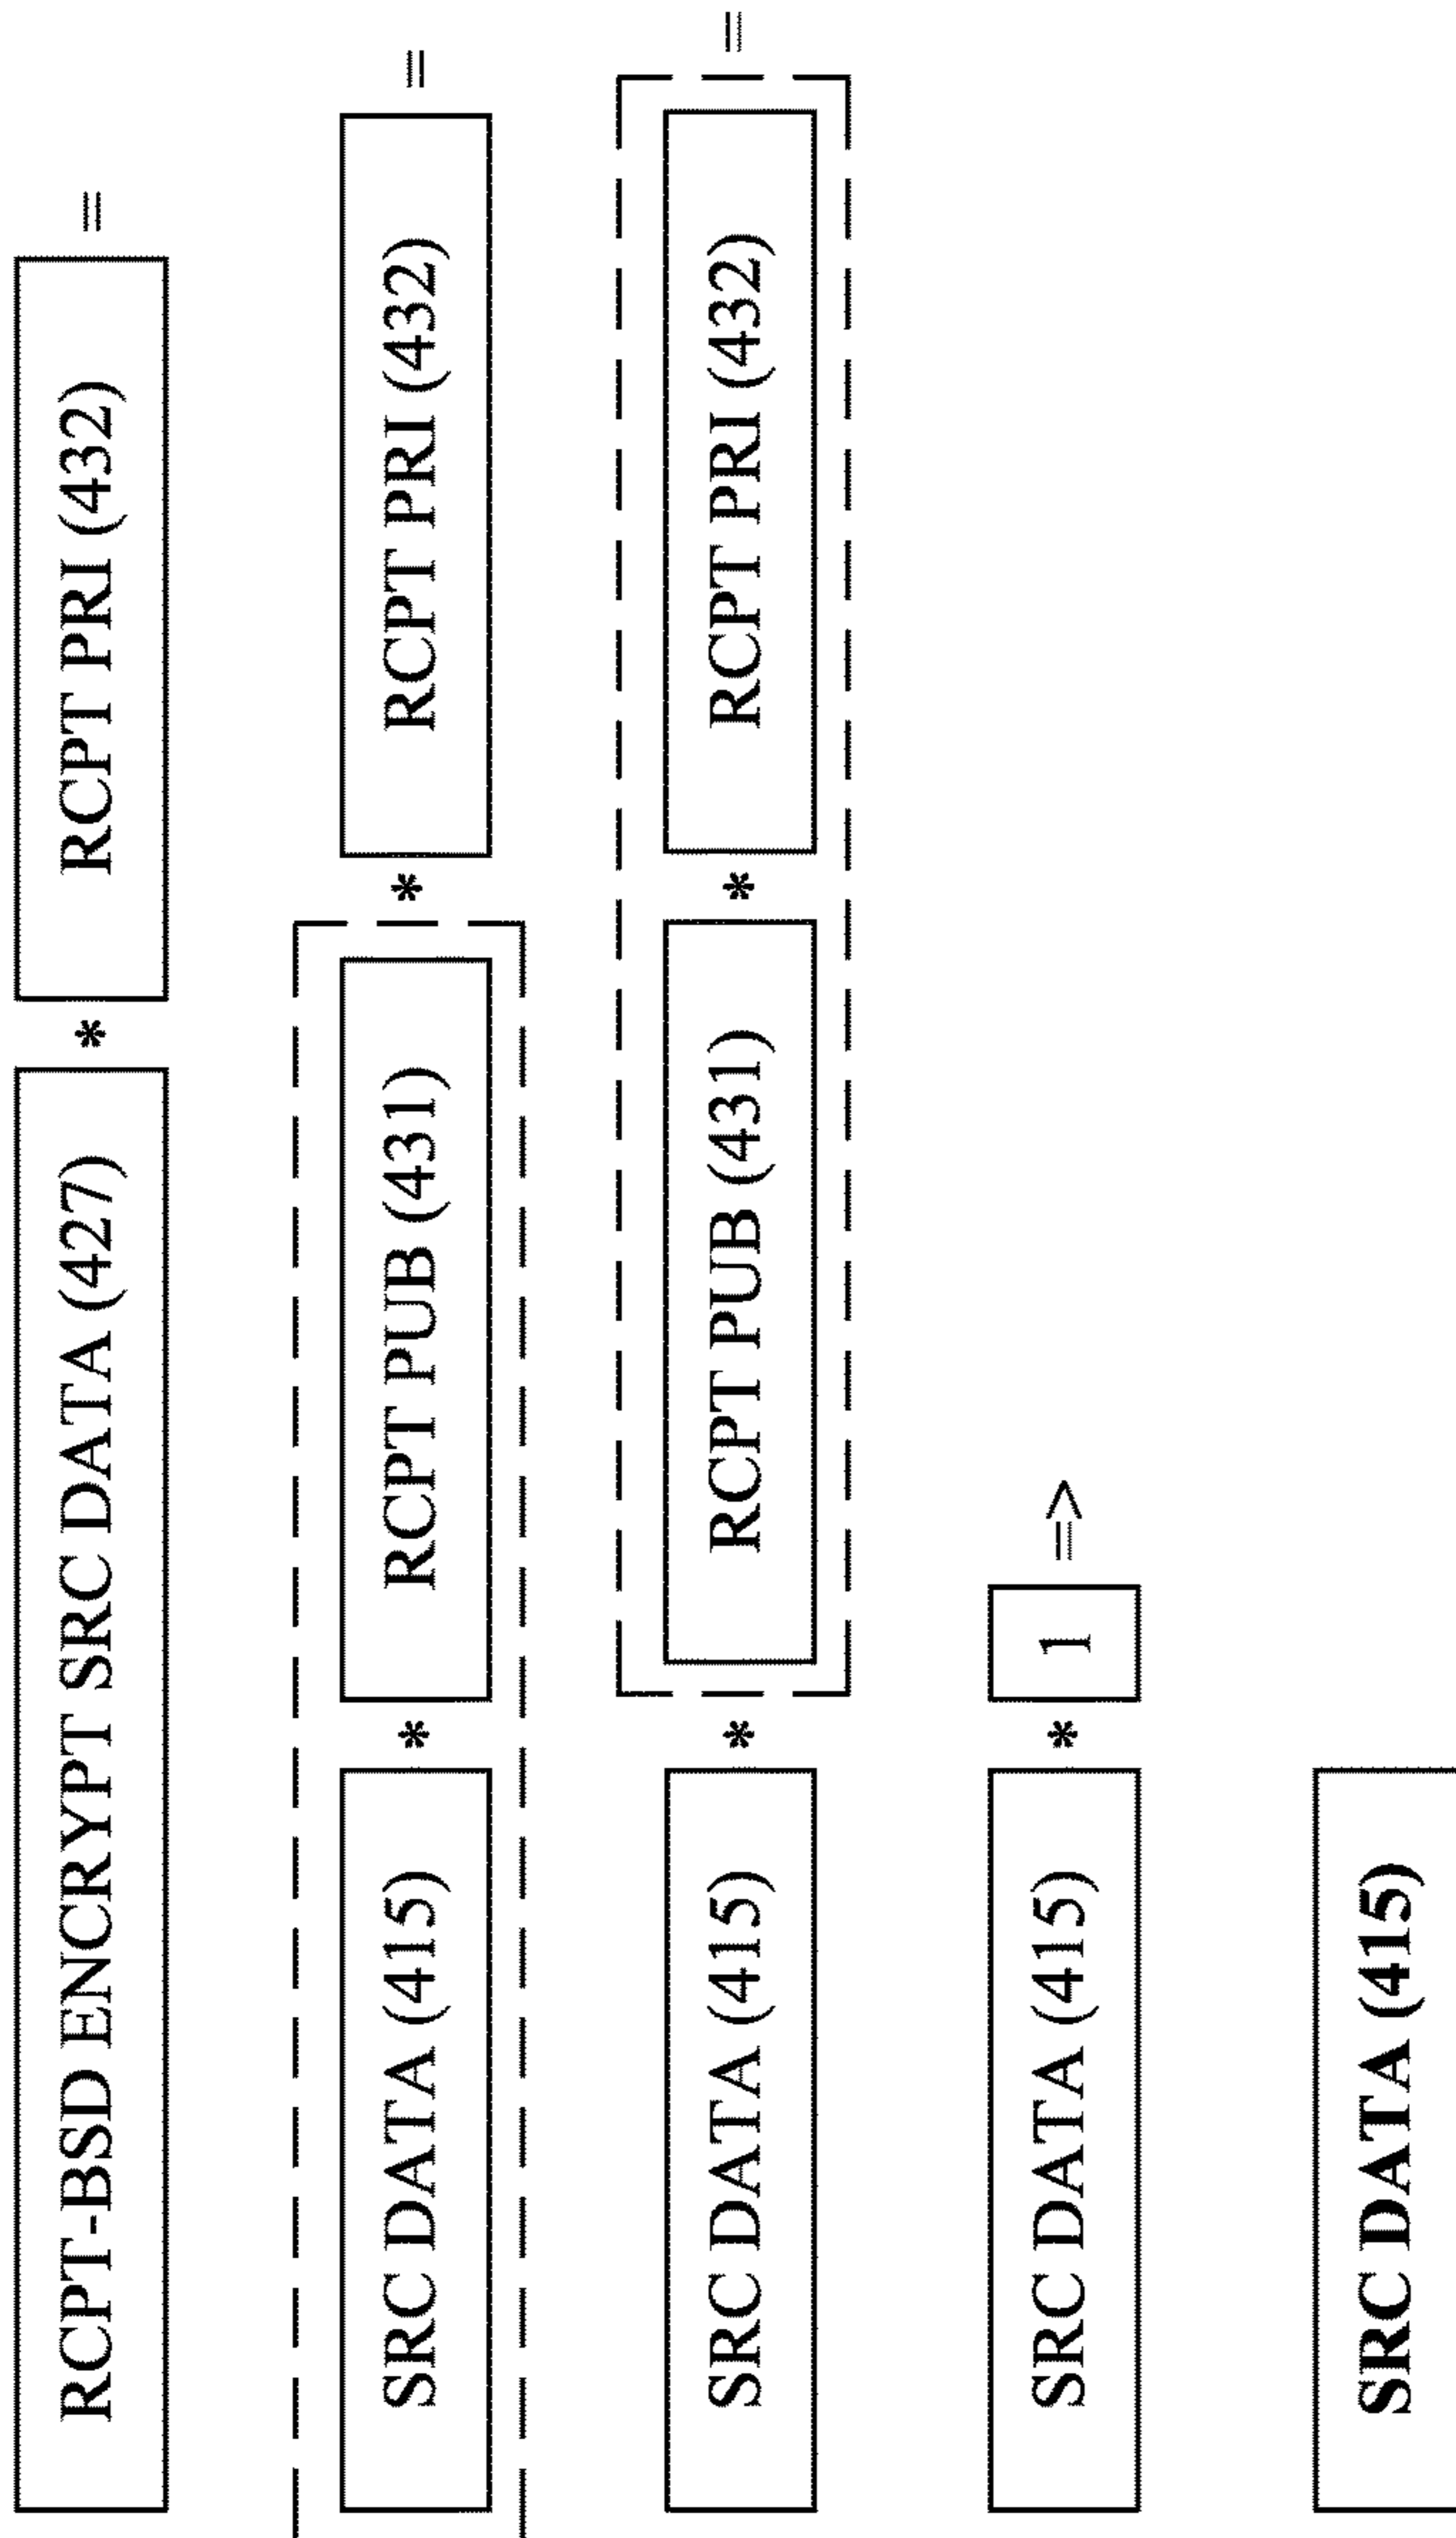 RCPT-BSD ENCRYPT SRC DATA (427) * RCPT PRI (432) =
SRC DATA (415) * RCPT PUB (431) * RCPT PRI (432) =
SRC DATA (415) * RCPT PUB (431) * RCPT PRI (432) =
SRC DATA (415) * 1 =>
SRC DATA (415)